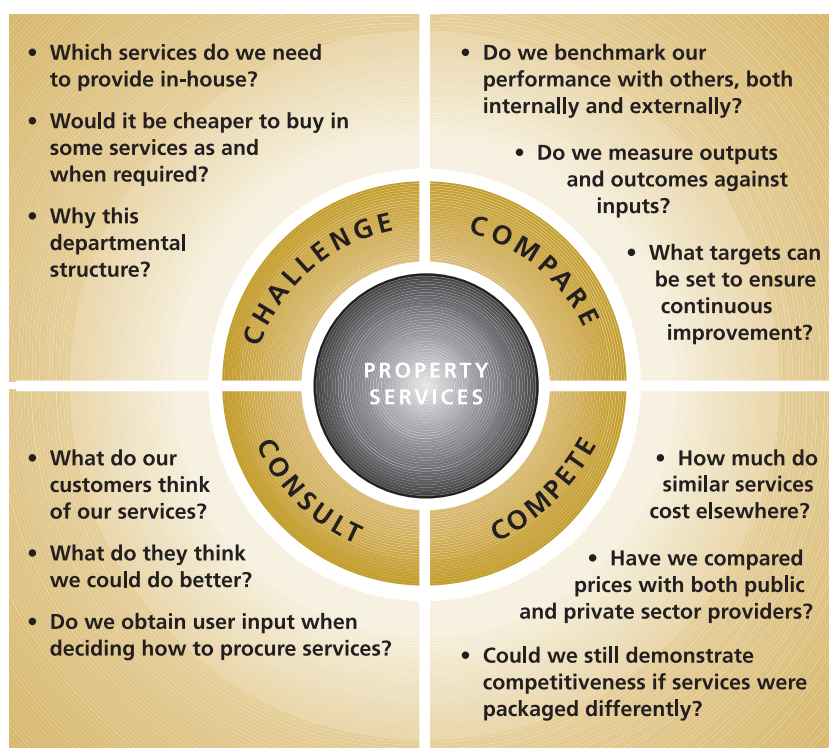 • Which services do we need
to provide in-house?
• Would it be cheaper to buy in
some services as and
when required?
• Why this
departmental
structure?
• Do we benchmark our
performance with others, both
internally and externally?
• Do we measure outputs
and outcomes against
inputs?
• What targets can
be set to ensure
continuous
improvement?
CHALLENGE
COMPARE
PROPERTY
SERVICES
CONSULT
COMPETE
• What do our
customers think
of our services?
• What do they think
we could do better?
• Do we obtain user input when
deciding how to procure services?
• How much do
similar services
cost elsewhere?
• Have we compared
prices with both public
and private sector providers?
• Could we still demonstrate
competitiveness if services were
packaged differently?